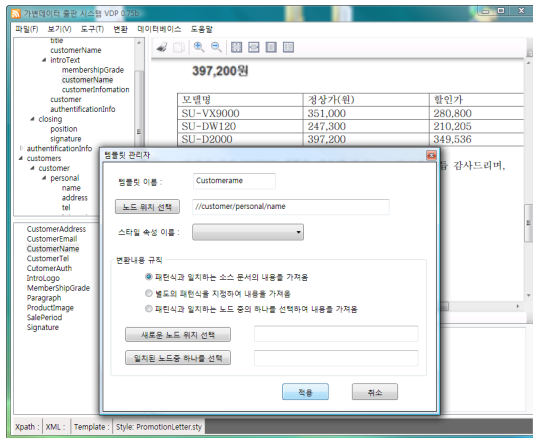 가변데이터 출판 시스템 VDP 0.75b
파일(F) 보기(V) 도구(T) 변환 데이터베이스 도움말
title
customerName
introText
membershipGrade
customerName
customerInfomation
customer
authentificationInfo
closing
position
signature
authentificationInfo
customers
customer
personal
name
address
tel
CustomerAddress
CustomerEmail
CustomerName
CustomerTel
CutomerAuth
IntroLogo
MemberShipGrade
Paragraph
ProductImage
SalePeriod
Signature
397,200원
모델명 정상가(원) 할인가
SU-VX9000 351,000 280,800
SU-DW120 247,300 210,205
SU-D2000 397,200 349,536
감사드리며,
템플릿 관리자
템플릿 이름 : Customerame
노드 위치 선택 //customer/personal/name
스타일 속성 이름 :
변환내용 규칙
패턴식과 일치하는 소스 문서의 내용을 가져옴
별도의 패턴식을 지정하여 내용을 가져옴
패턴식과 일치하는 노드 중의 하나를 선택하여 내용을 가져옴
새로운 노드 위치 선택
일치된 노드중 하나를 선택
적용 취소
Xpath : XML : Template : Style: PromotionLetter.sty